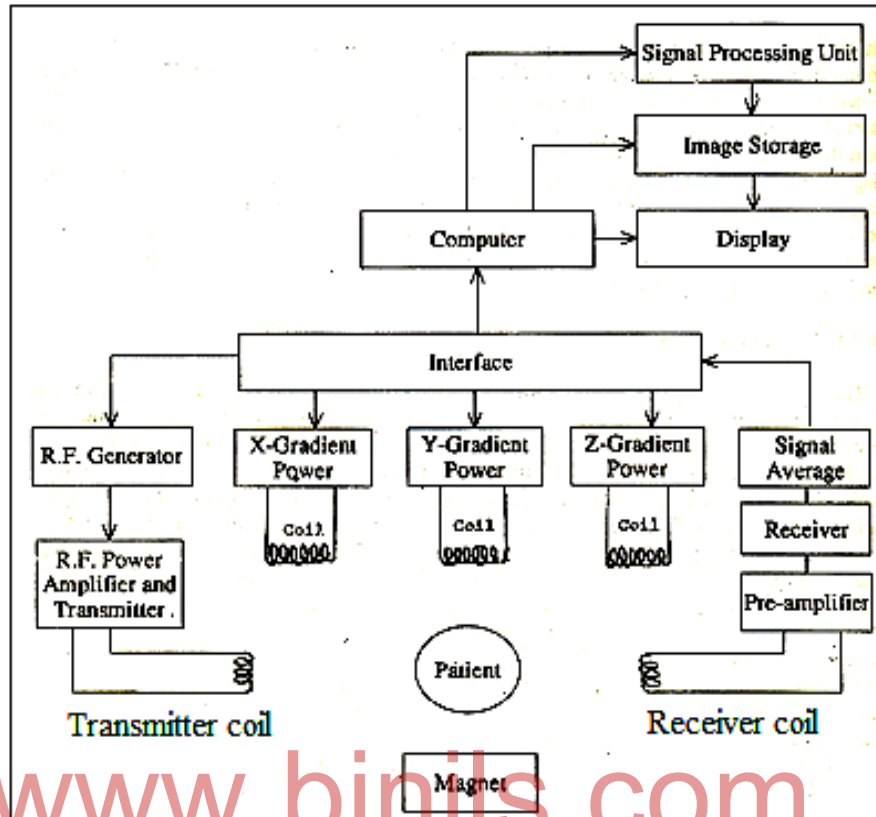 Signal Processing Unit
Image Storage
Computer
Display
Interface
R.F. Generator
X-Gradient
Power
Y-Gradient
Power
Z-Gradient
Power
Signal
Average
Coil
Coil
Coil
Receiver
R.F. Power
Amplifier and
Transmitter .
Pre-amplifier
Patient
Transmitter coil
Receiver coil
Magnet
www.binils.com